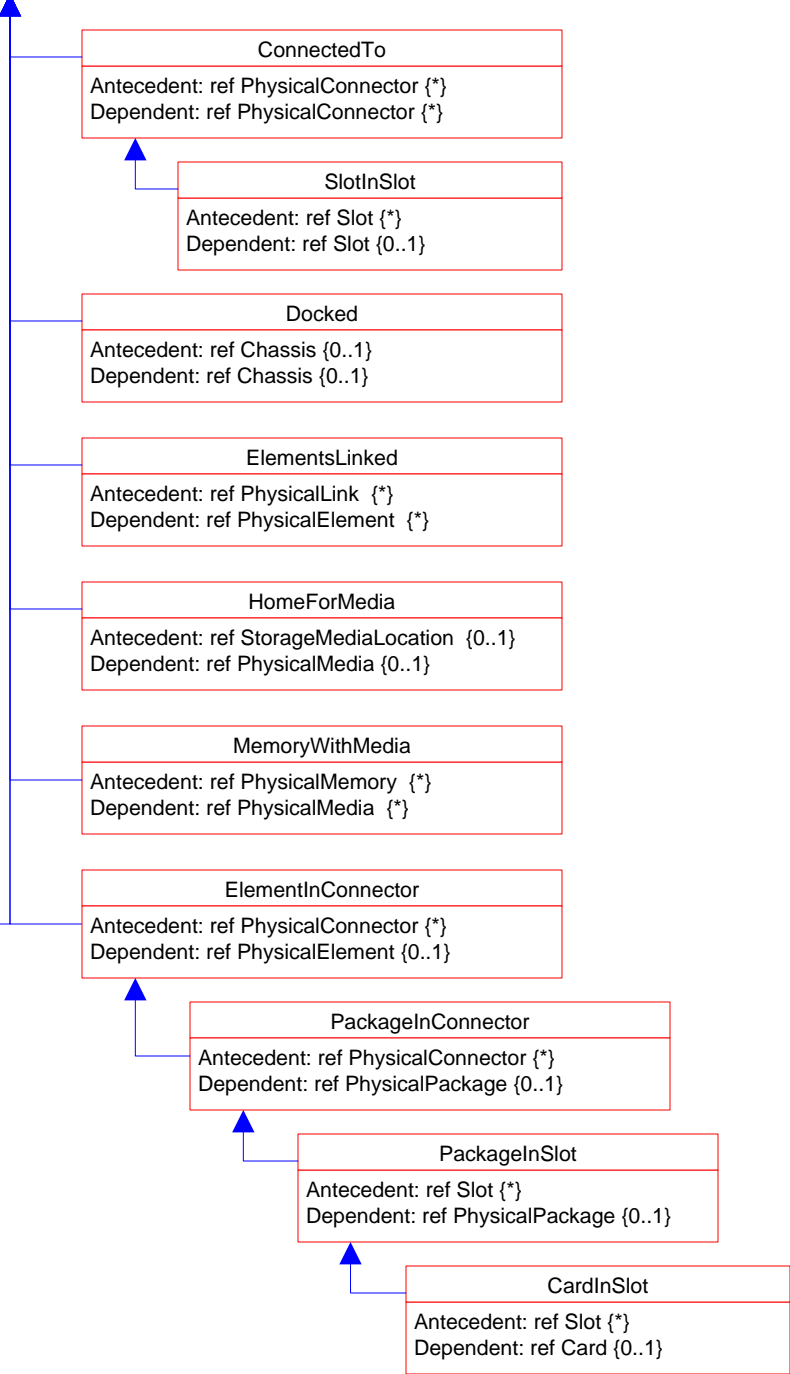 ConnectedTo
Antecedent: ref PhysicalConnector {*}
Dependent: ref PhysicalConnector {*}
SlotInSlot
Antecedent: ref Slot {*}
Dependent: ref Slot {0..1}
Docked
Antecedent: ref Chassis {0..1}
Dependent: ref Chassis {0..1}
ElementsLinked
Antecedent: ref PhysicalLink {*}
Dependent: ref PhysicalElement {*}
HomeForMedia
Antecedent: ref StorageMediaLocation {0..1}
Dependent: ref PhysicalMedia {0..1}
MemoryWithMedia
Antecedent: ref PhysicalMemory {*}
Dependent: ref PhysicalMedia {*}
ElementInConnector
Antecedent: ref PhysicalConnector {*}
Dependent: ref PhysicalElement {0..1}
PackageInConnector
Antecedent: ref PhysicalConnector {*}
Dependent: ref PhysicalPackage {0..1}
PackageInSlot
Antecedent: ref Slot {*}
Dependent: ref PhysicalPackage {0..1}
CardInSlot
Antecedent: ref Slot {*}
Dependent: ref Card {0..1}